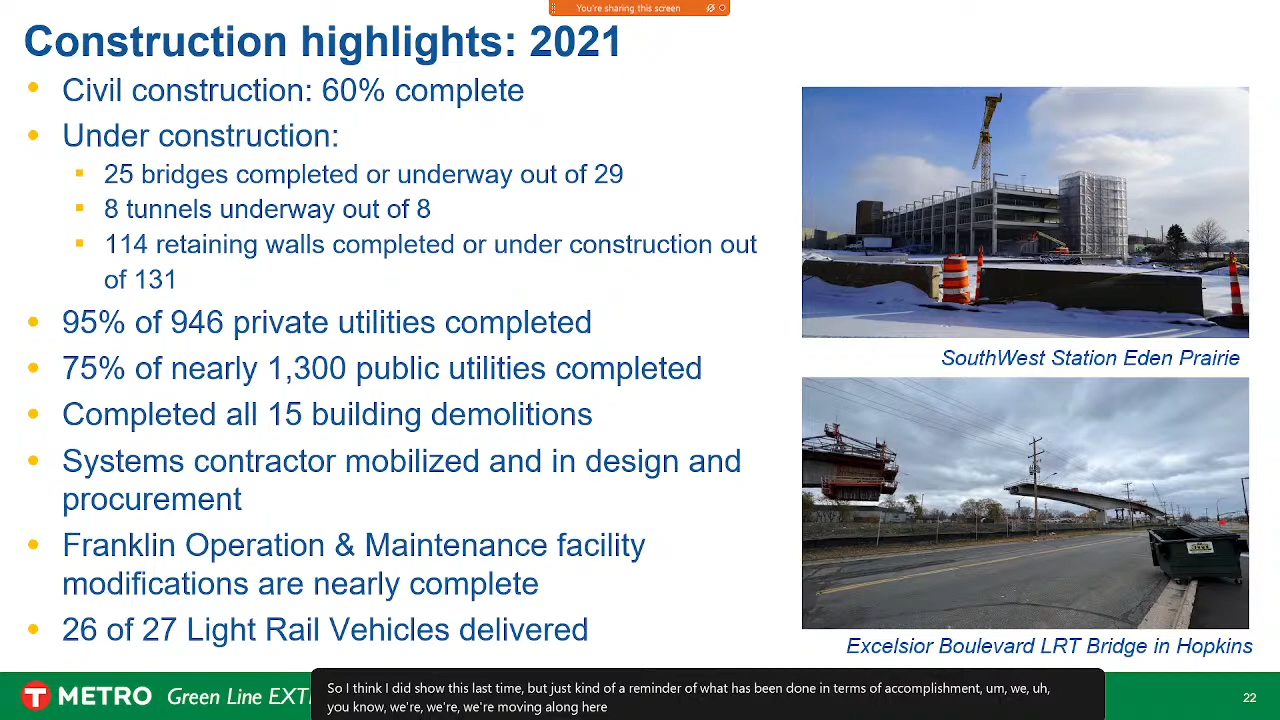 You're sharing this screen
Construction highlights: 2021
• Civil construction: 60% complete
• Under construction:
▪ 25 bridges completed or underway out of 29
▪ 8 tunnels underway out of 8
▪ 114 retaining walls completed or under construction out
of 131
• 95% of 946 private utilities completed
• 75% of nearly 1,300 public utilities completed
• Completed all 15 building demolitions
• Systems contractor mobilized and in design and
procurement
• Franklin Operation & Maintenance facility
modifications are nearly complete
• 26 of 27 Light Rail Vehicles delivered
SouthWest Station Eden Prairie
Excelsior Boulevard LRT Bridge in Hopkins
T METRO Green Line
So I think I did show this last time, but just kind of a reminder of what has been done in terms of accomplishment, um, we, uh,
you know, we're, we're, we're moving along here
22